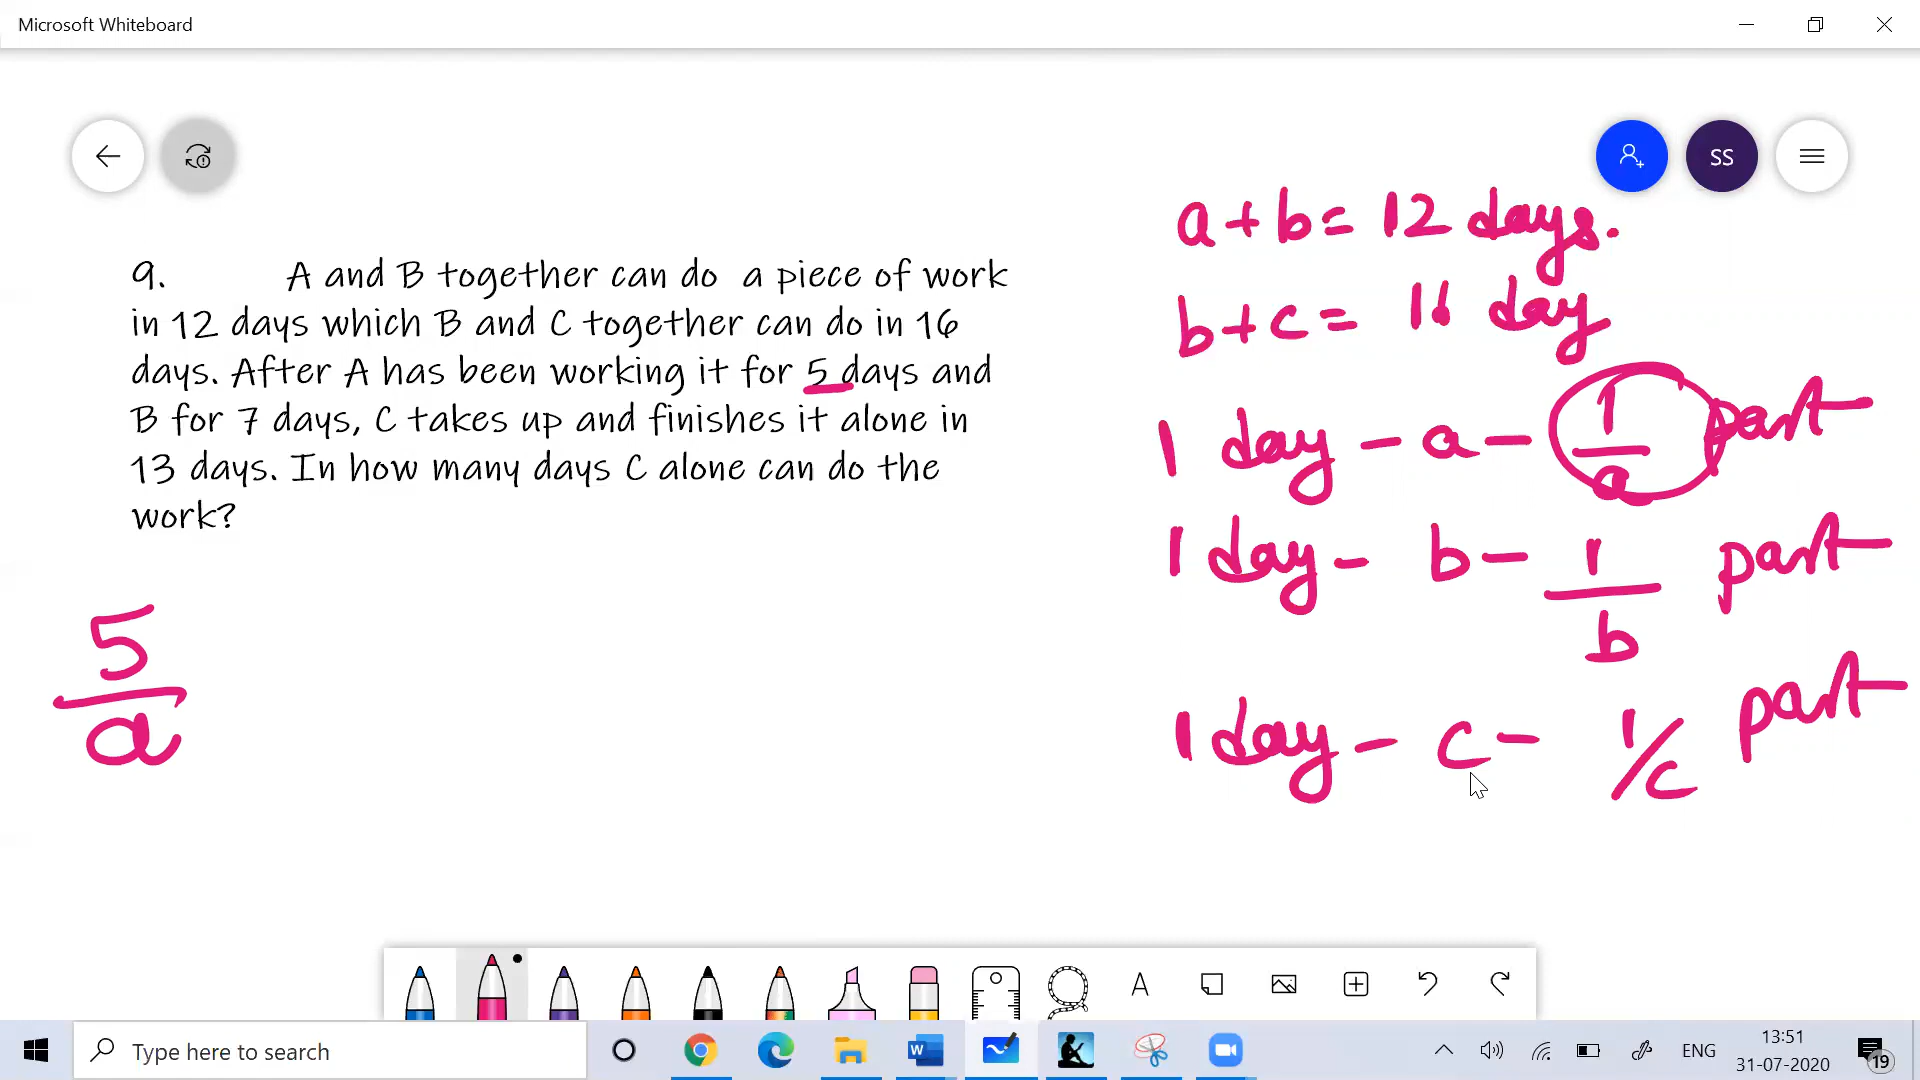 Microsoft Whiteboard
SS
9. A and B together can do a piece of work
in 12 days which B and C together can do in 16
days. After A has been working it for 5 days and
B for 7 days, C takes up and finishes it alone in
13 days. In how many days C alone can do the
work?
a + b = 12 days.
b + c = 16 day
1 day - a - 1/a part
1 day - b - 1/b part
1 day - c - 1/c part
5/a
A
Type here to search
W
ENG
13:51
31-07-2020
19